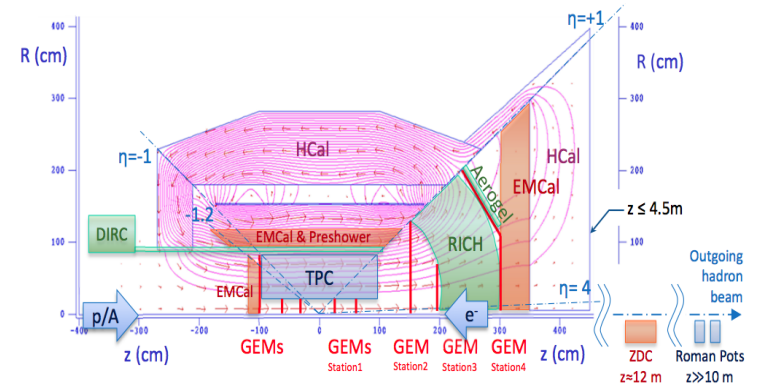 η=+1
400
400
R (cm)
R (cm)
300
300
HCal
HCal
η=-1
Aerogel
EMCal
200
200
-1.2
z ≤ 4.5m
DIRC
EMCal & Preshower
RICH
100
100
Outgoing
hadron
beam
TPC
EMCal
η= 4
0
0
p/A
e-
-400
-300
-200
-100
0
100
200
300
400
z (cm)
z (cm)
GEMs
GEMs
Station1
GEM
Station2
GEM
Station3
GEM
Station4
ZDC
z≈12 m
Roman Pots
z≫10 m